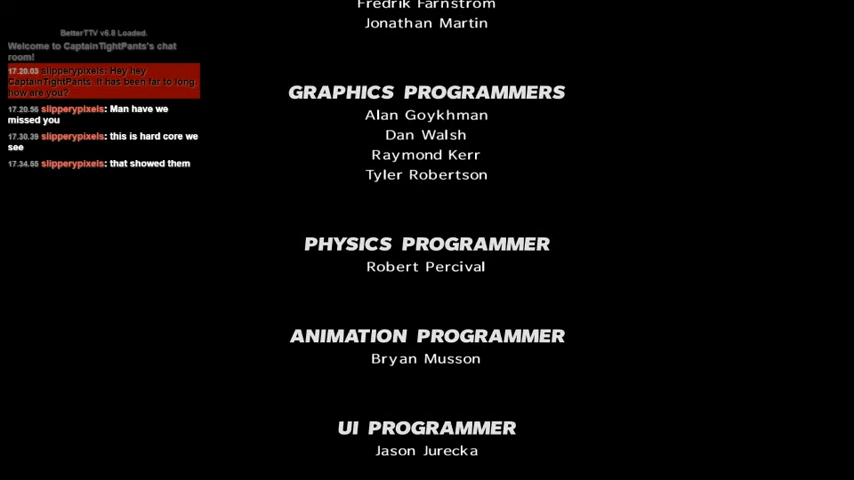 BetterTTV v6.8 Loaded.
Welcome to CaptainTightPants's chat
room!
17.20.03 slipperypixels: Hey hey
CaptainTightPants. It has been far to long,
how are you?
17.20.56 slipperypixels: Man have we
missed you
17.30.39 slipperypixels: this is hard core we
see
17.34.55 slipperypixels: that showed them
Fredrik Farnstrom
Jonathan Martin
GRAPHICS PROGRAMMERS
Alan Goykhman
Dan Walsh
Raymond Kerr
Tyler Robertson
PHYSICS PROGRAMMER
Robert Percival
ANIMATION PROGRAMMER
Bryan Musson
UI PROGRAMMER
Jason Jurecka